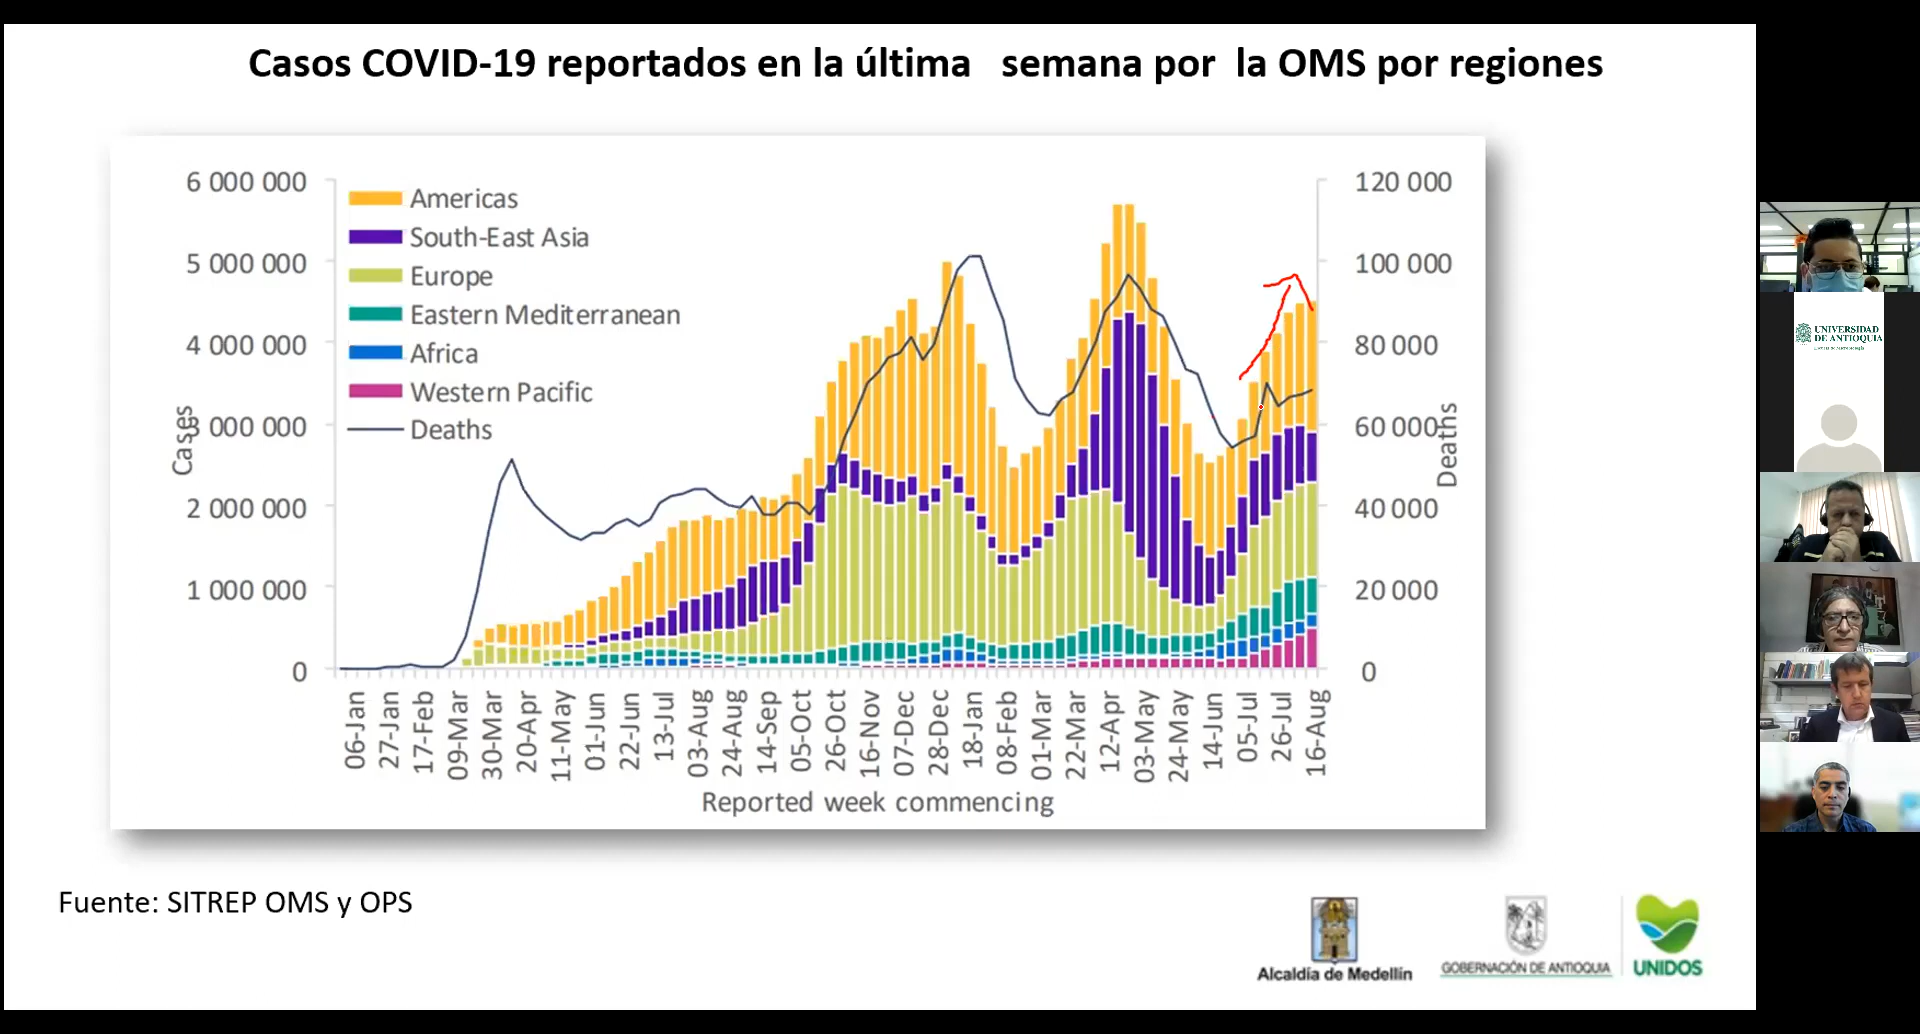 Casos COVID-19 reportados en la última semana por la OMS por regiones
6 000 000
5 000 000
4 000 000
3 000 000
2 000 000
1 000 000
0
Cases
Americas
South-East Asia
Europe
Eastern Mediterranean
Africa
Western Pacific
Deaths
120 000
100 000
80 000
60 000
40 000
20 000
0
Deaths
06-Jan
27-Jan
17-Feb
09-Mar
30-Mar
20-Apr
11-May
01-Jun
22-Jun
13-Jul
03-Aug
24-Aug
14-Sep
05-Oct
26-Oct
16-Nov
07-Dec
28-Dec
18-Jan
08-Feb
01-Mar
22-Mar
12-Apr
03-May
24-May
14-Jun
05-Jul
26-Jul
16-Aug
Reported week commencing
Fuente: SITREP OMS y OPS
Alcaldía de Medellín
GOBERNACIÓN DE ANTIOQUIA
UNIDOS
UNIVERSIDAD
DE ANTIOQUIA